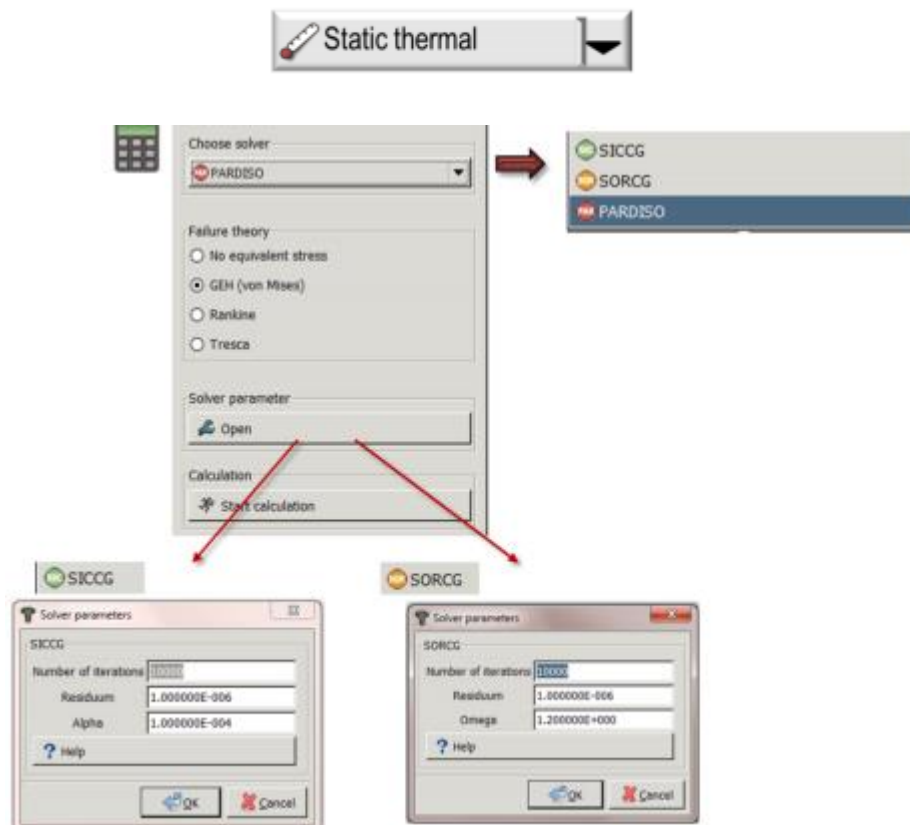 Static thermal
Choose solver
PARDISO
SICCG
SORCG
PARDISO
Failure theory
No equivalent stress
GEH (von Mises)
Rankine
Tresca
Solver parameter
Open
Calculation
Start calculation
SICCG
Solver parameters
SICCG
Number of iterations 10000
Residuum 1.000000E-006
Alpha 1.000000E-004
? Help
OK Cancel
SORCG
Solver parameters
SORCG
Number of iterations 10000
Residuum 1.000000E-006
Omega 1.200000E+000
? Help
OK Cancel